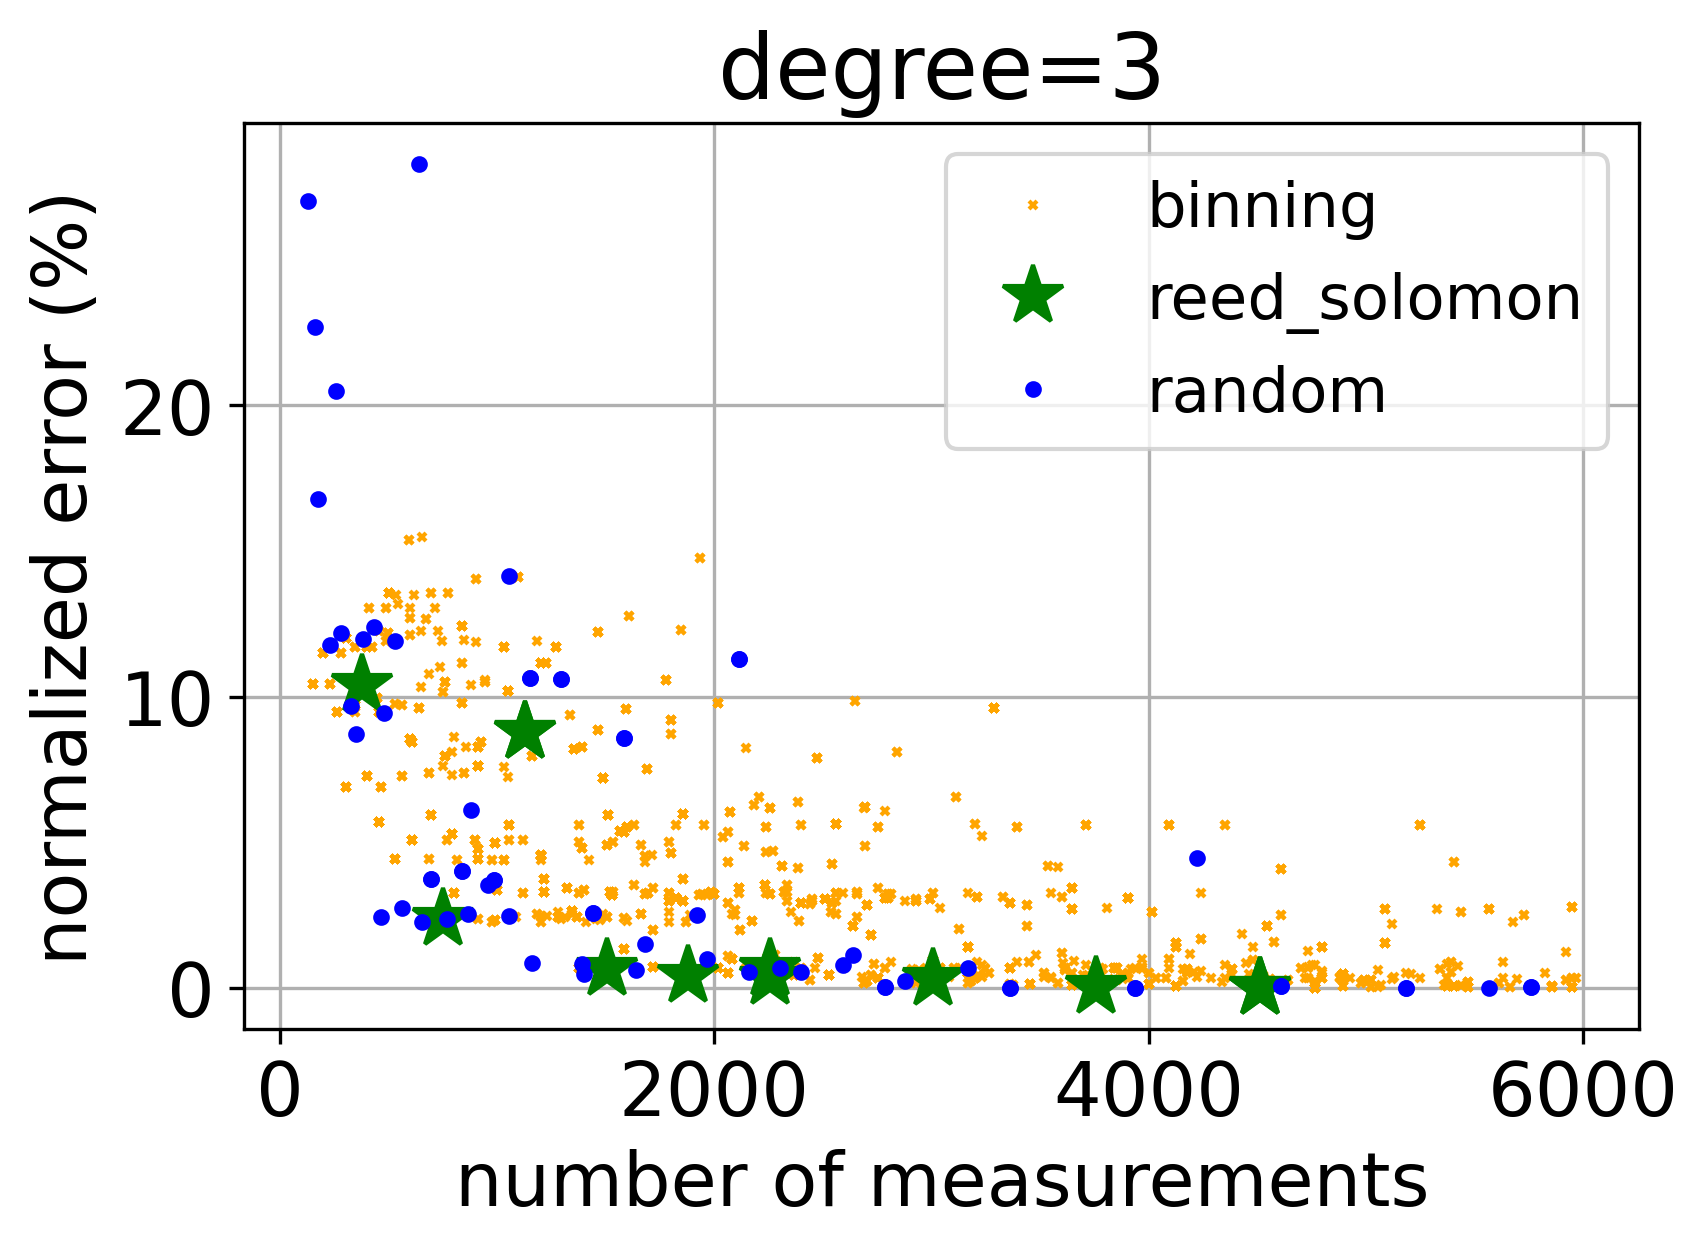 degree=3
normalized error (%)
20
10
0
binning
reed_solomon
random
0 2000 4000 6000
number of measurements